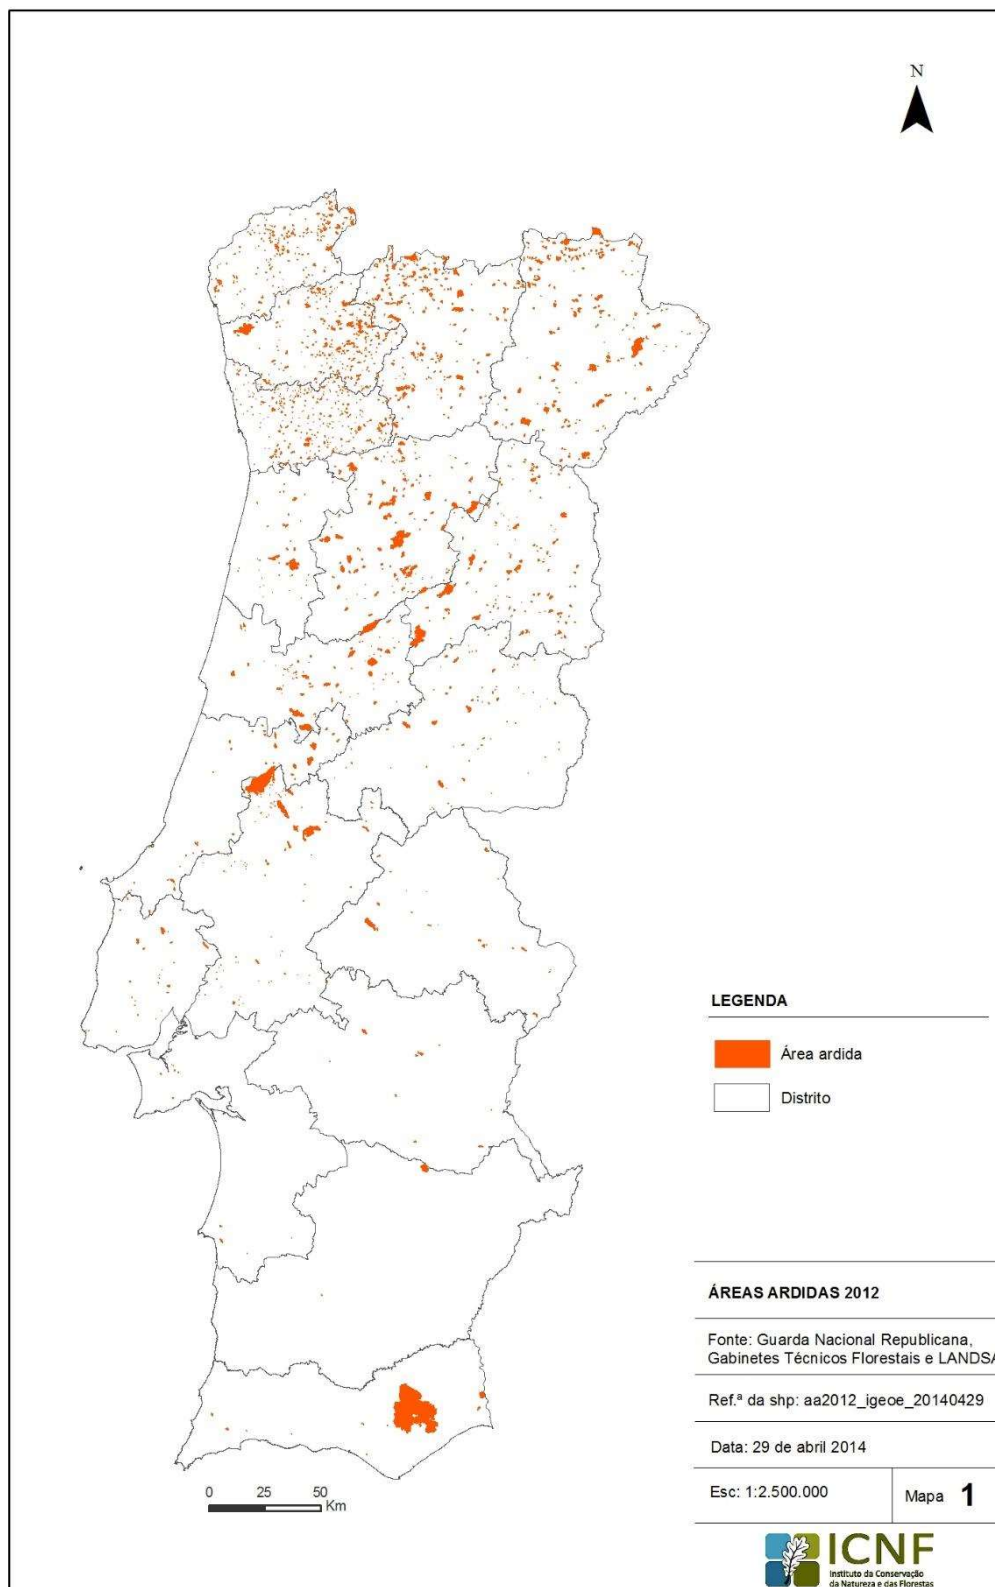 N
LEGENDA
Área ardida
Distrito
ÁREAS ARDIDAS 2012
Fonte: Guarda Nacional Republicana,
Gabinetes Técnicos Florestais e LANDSA
Ref.ª da shp: aa2012_igeoe_20140429
Data: 29 de abril 2014
Esc: 1:2.500.000
Mapa 1
0 25 50
Km
ICNF
Instituto da Conservação
da Natureza e das Florestas